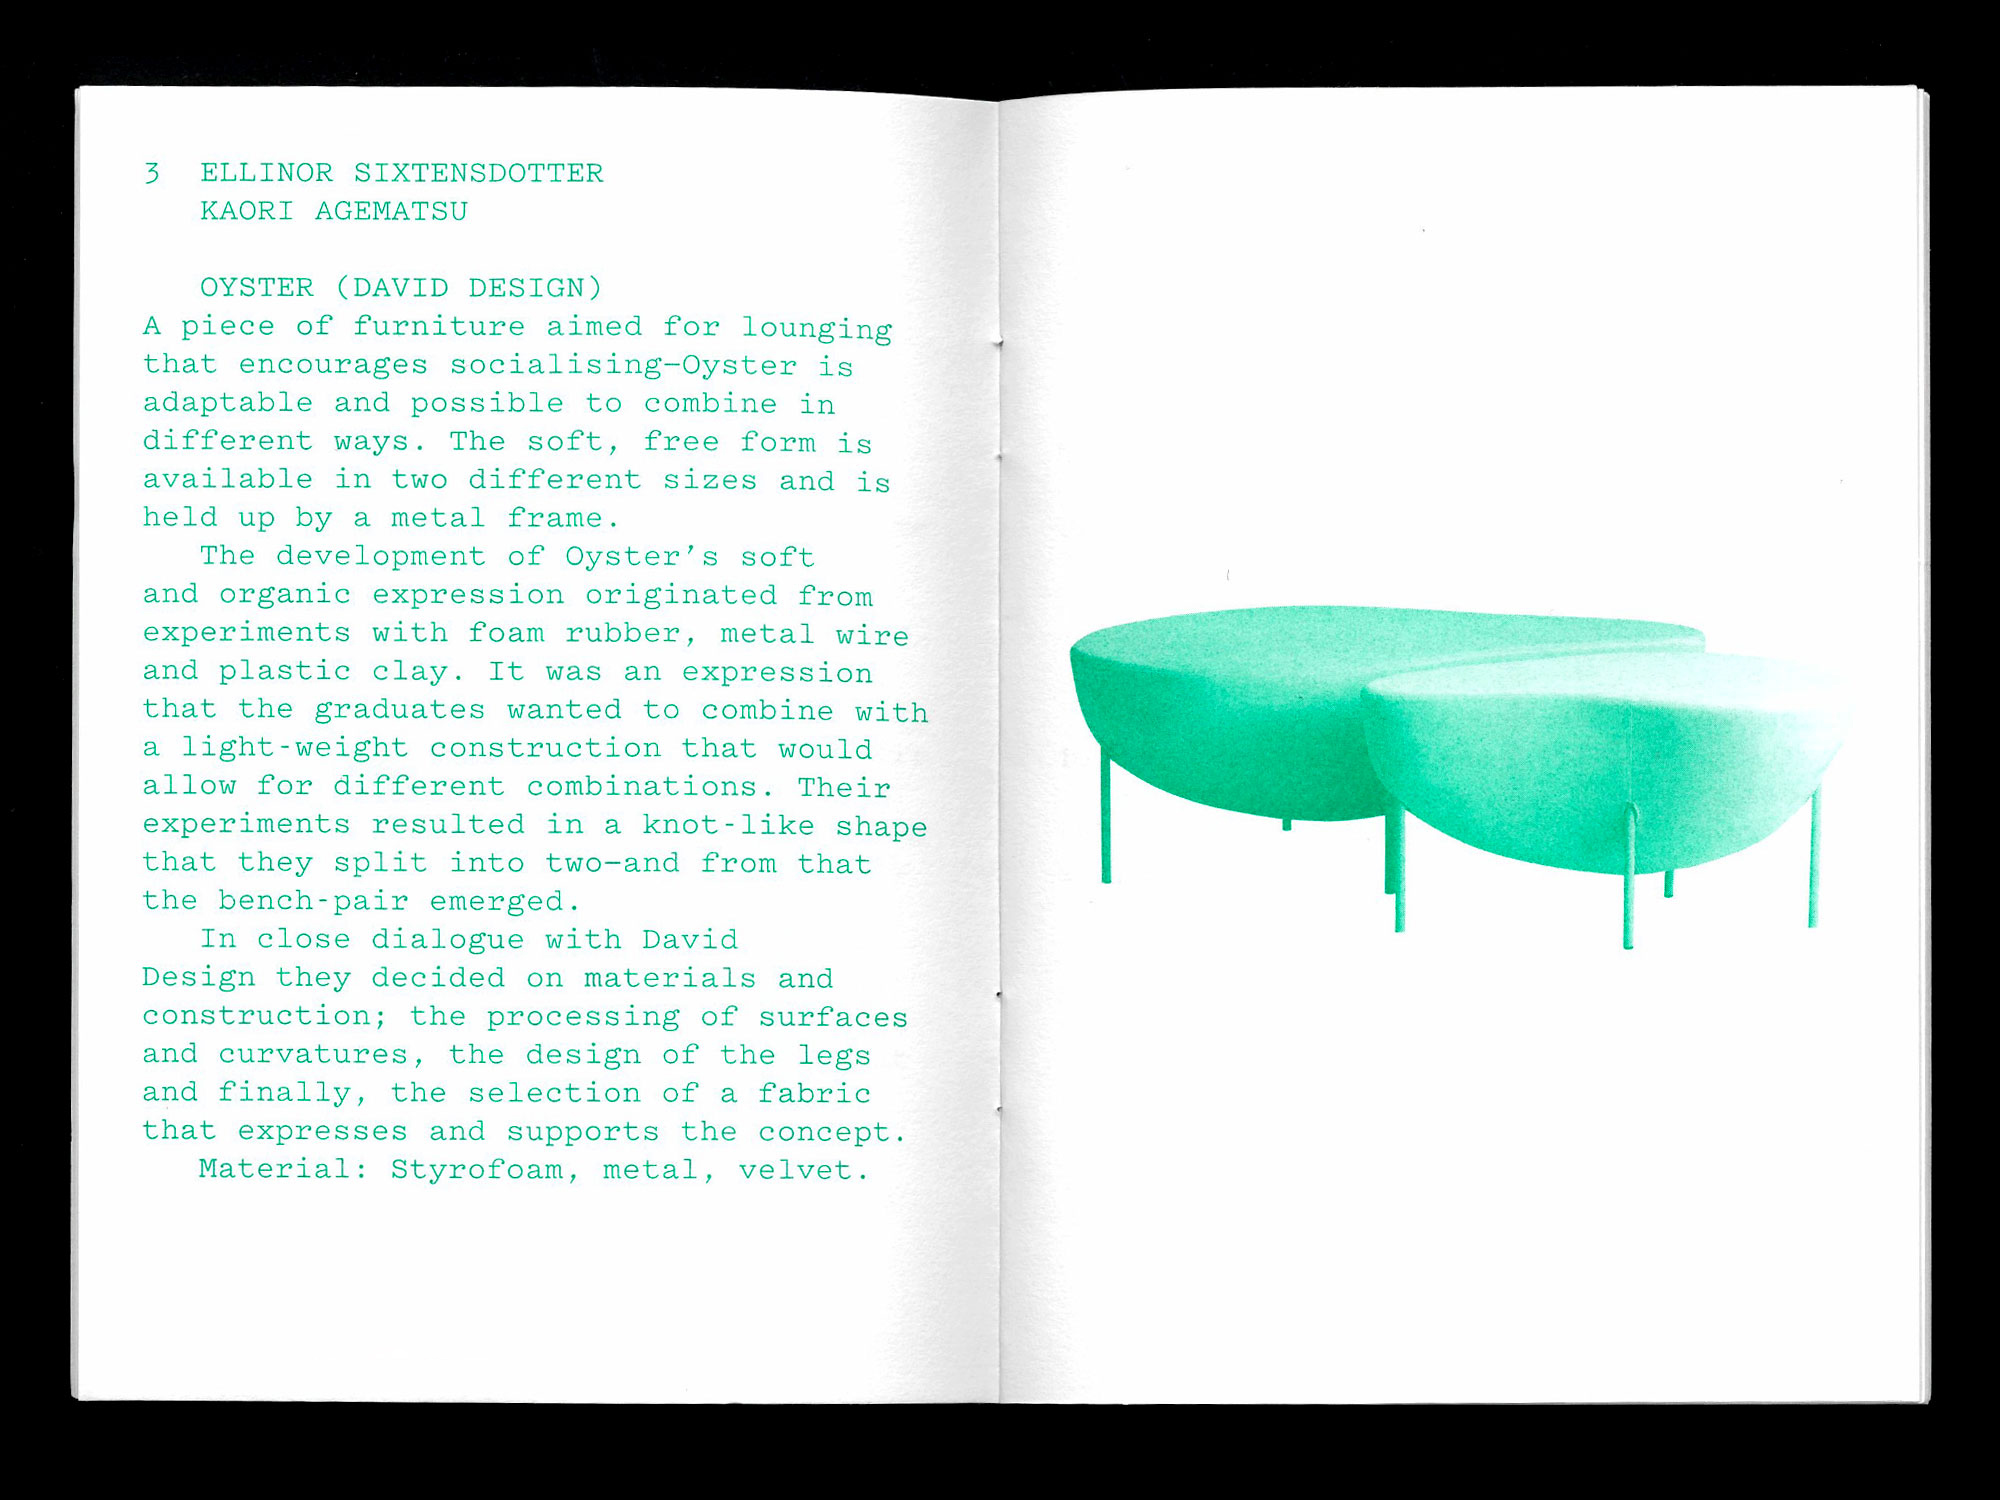 3 ELLINOR SIXTENSDOTTER
KAORI AGEMATSU
OYSTER (DAVID DESIGN)
A piece of furniture aimed for lounging
that encourages socialising—Oyster is
adaptable and possible to combine in
different ways. The soft, free form is
available in two different sizes and is
held up by a metal frame.
The development of Oyster’s soft
and organic expression originated from
experiments with foam rubber, metal wire
and plastic clay. It was an expression
that the graduates wanted to combine with
a light-weight construction that would
allow for different combinations. Their
experiments resulted in a knot-like shape
that they split into two—and from that
the bench-pair emerged.
In close dialogue with David
Design they decided on materials and
construction; the processing of surfaces
and curvatures, the design of the legs
and finally, the selection of a fabric
that expresses and supports the concept.
Material: Styrofoam, metal, velvet.